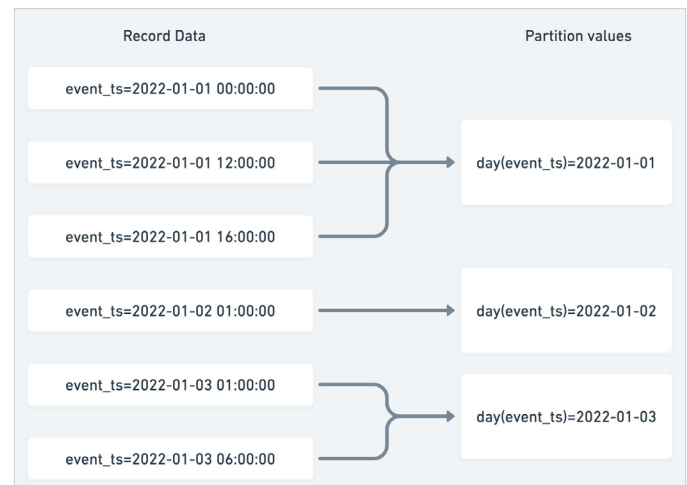 Record Data
Partition values
event_ts=2022-01-01 00:00:00
event_ts=2022-01-01 12:00:00
day(event_ts)=2022-01-01
event_ts=2022-01-01 16:00:00
event_ts=2022-01-02 01:00:00
day(event_ts)=2022-01-02
event_ts=2022-01-03 01:00:00
day(event_ts)=2022-01-03
event_ts=2022-01-03 06:00:00